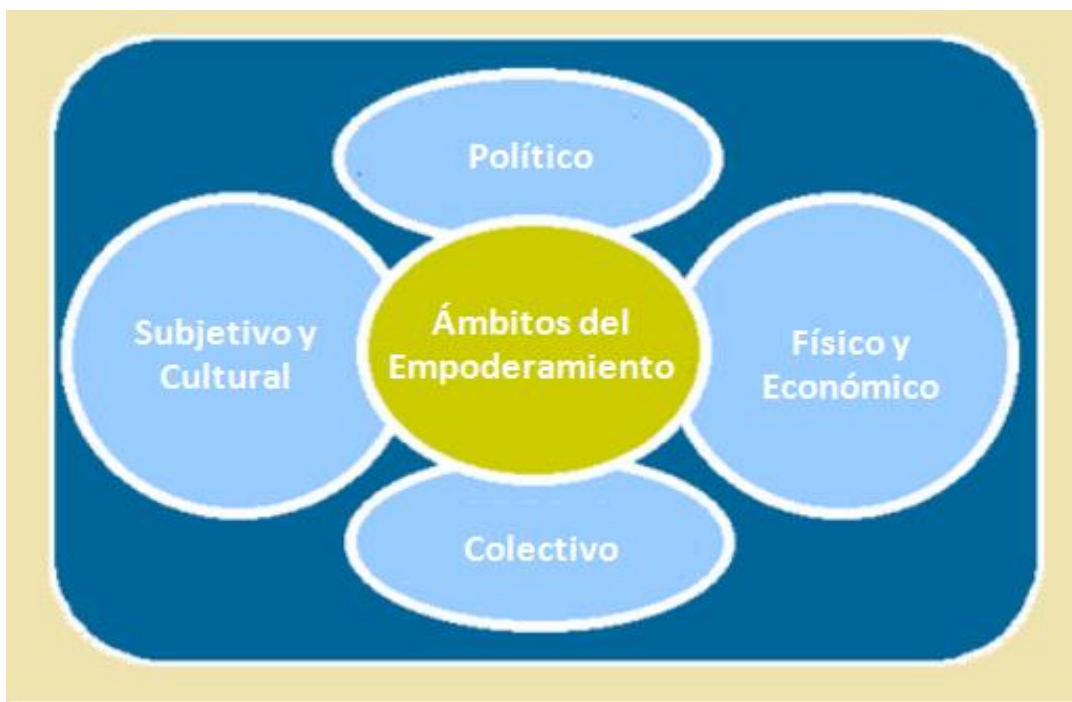 Político
Subjetivo y
Cultural
Ámbitos del
Empoderamiento
Físico y
Económico
Colectivo